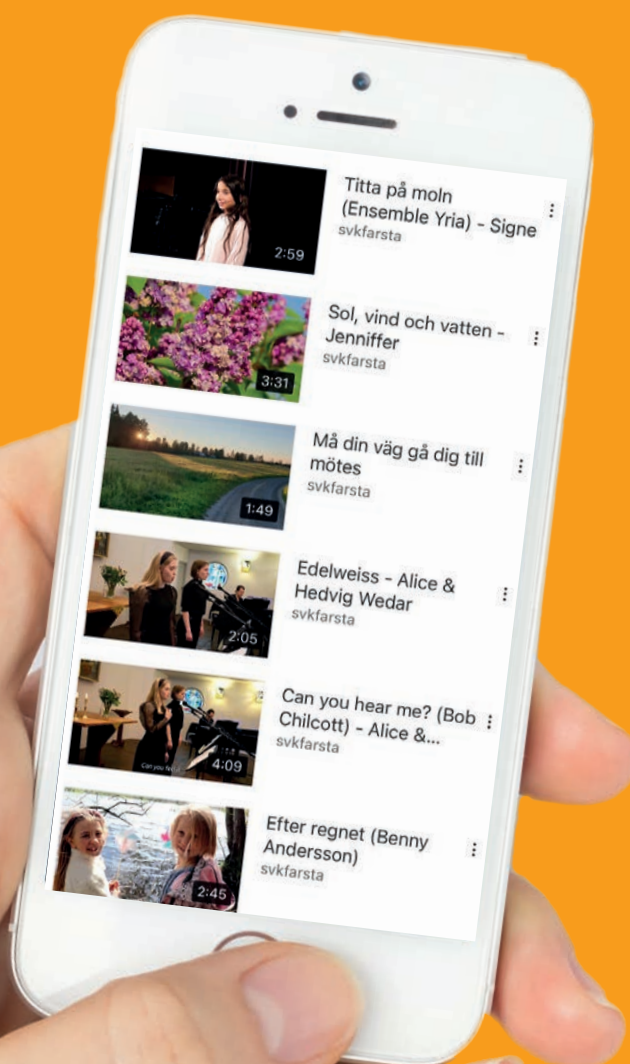 Titta på moln
(Ensemble Yria) - Signe
svkfarsta
2:59
Sol, vind och vatten -
Jenniffer
svkfarsta
3:31
Må din väg gå dig till
mötes
svkfarsta
1:49
Edelweiss - Alice &
Hedvig Wedar
svkfarsta
2:05
Can you hear me? (Bob
Chilcott) - Alice &...
svkfarsta
4:09
Efter regnet (Benny
Andersson)
svkfarsta
2:45